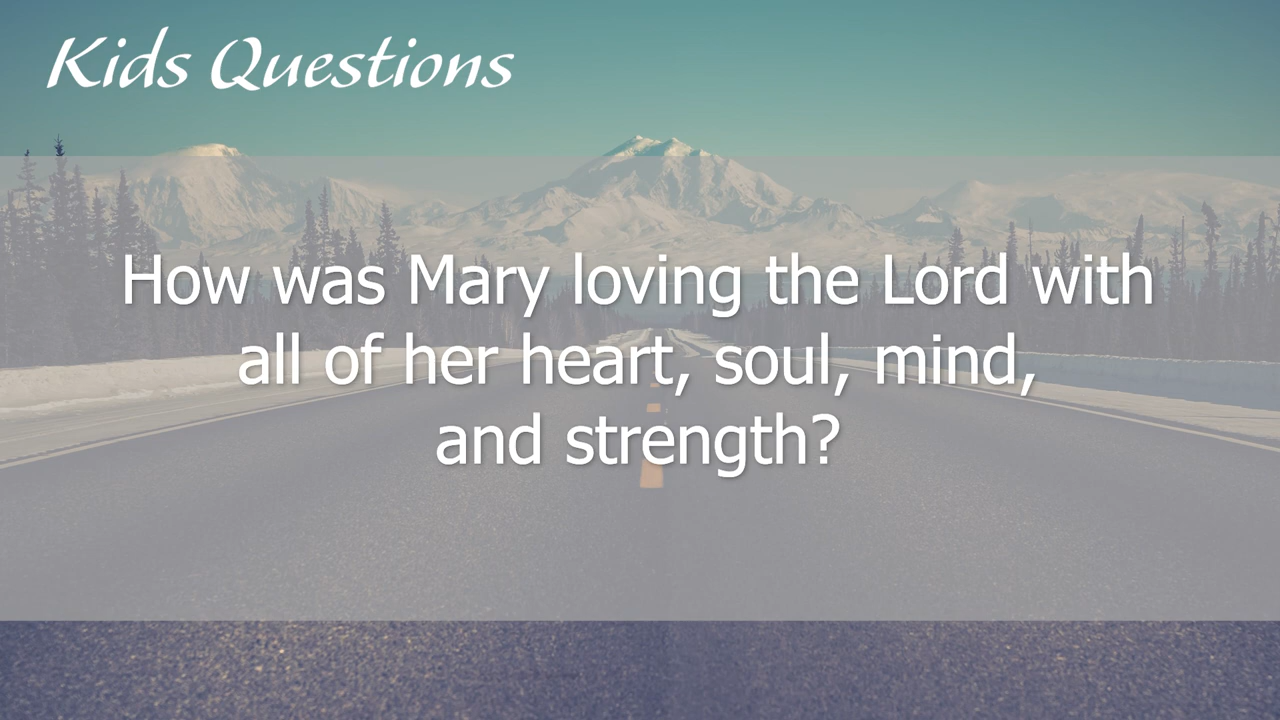 Kids Questions
How was Mary loving the Lord with
all of her heart, soul, mind,
and strength?